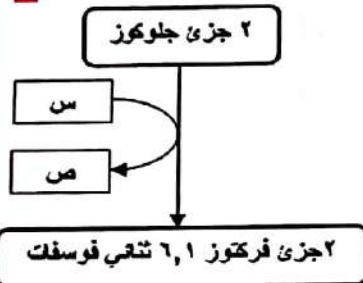 ٢ جزئ جلوكوز
س
ص
٢جزئ فركتوز ٦,١ ثنائي فوسفات